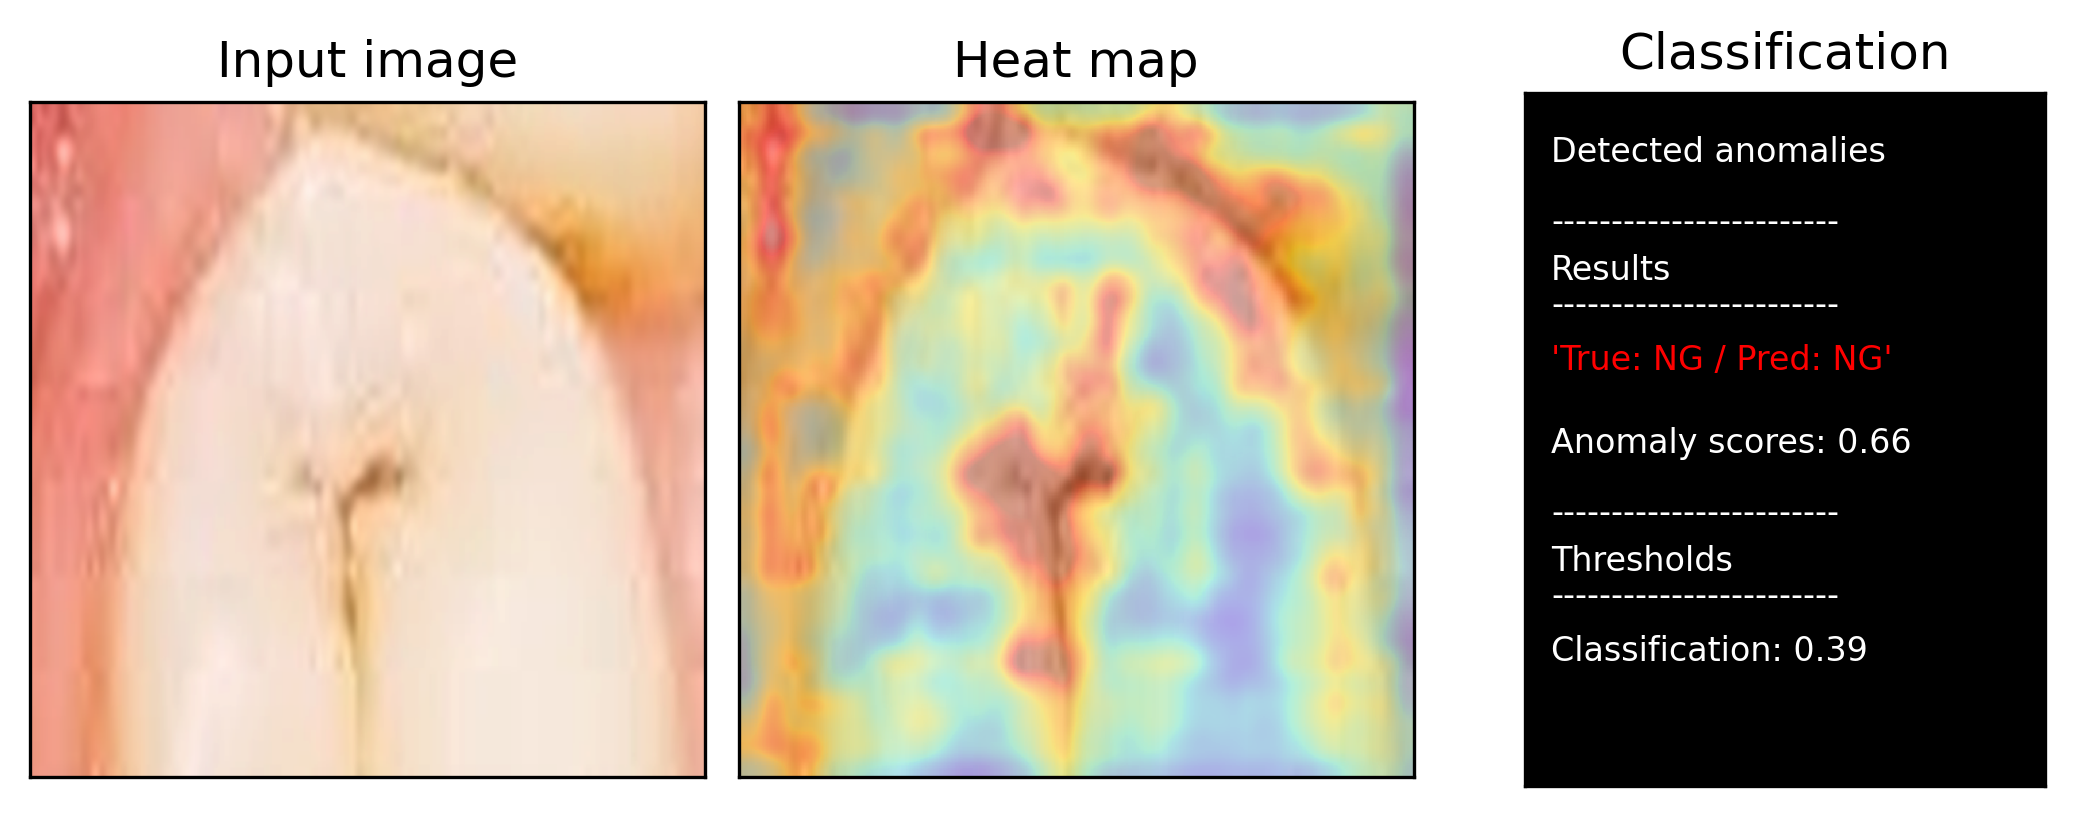 Input image
Heat map
Classification
Detected anomalies
------------------------
Results
------------------------
'True: NG / Pred: NG'
Anomaly scores: 0.66
------------------------
Thresholds
------------------------
Classification: 0.39